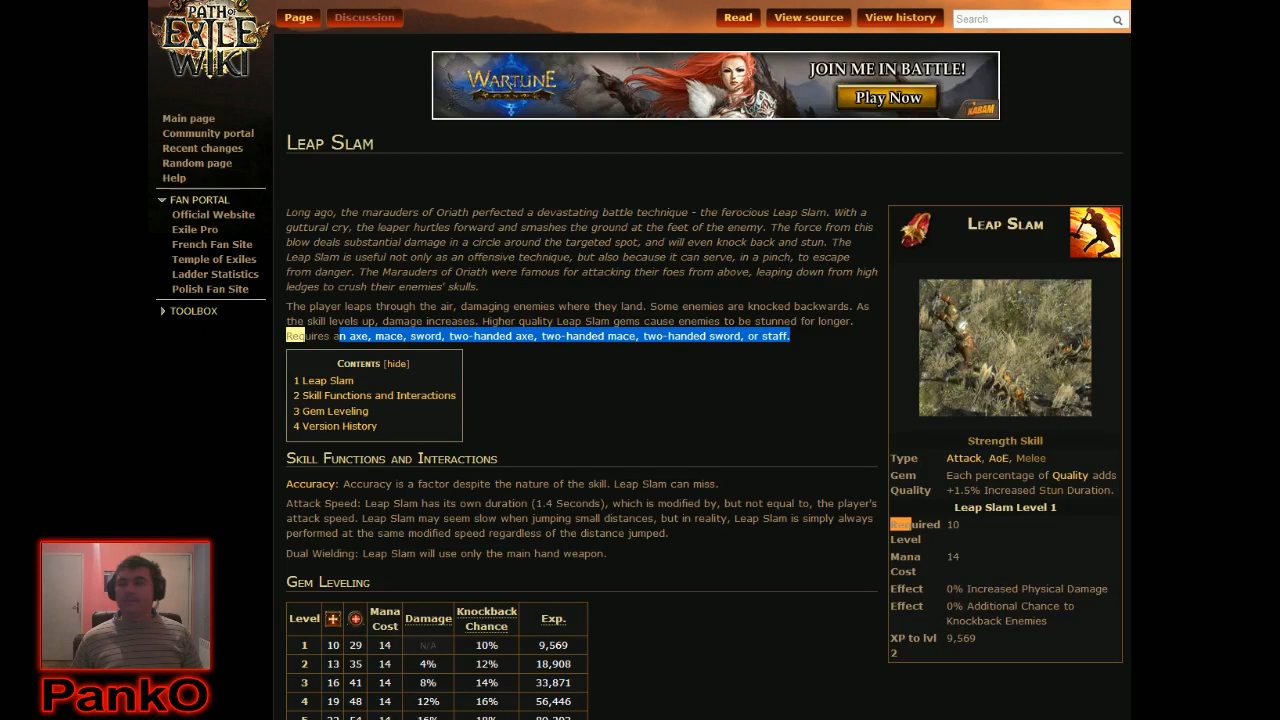 PATH OF
EXILE
WIKI
Page
Discussion
Read
View source
View history
Search
WARTUNE
JOIN ME IN BATTLE!
Play Now
KABAM
Main page
Community portal
Recent changes
Random page
Help
FAN PORTAL
Official Website
Exile Pro
French Fan Site
Temple of Exiles
Ladder Statistics
Polish Fan Site
TOOLBOX
LEAP SLAM
Long ago, the marauders of Oriath perfected a devastating battle technique - the ferocious Leap Slam. With a
guttural cry, the leaper hurtles forward and smashes the ground at the feet of the enemy. The force from this
blow deals substantial damage in a circle around the targeted spot, and will even knock back and stun. The
Leap Slam is useful not only as an offensive technique, but also because it can serve, in a pinch, to escape
from danger. The Marauders of Oriath were famous for attacking their foes from above, leaping down from high
ledges to crush their enemies' skulls.
The player leaps through the air, damaging enemies where they land. Some enemies are knocked backwards. As
the skill levels up, damage increases. Higher quality Leap Slam gems cause enemies to be stunned for longer.
Requires an axe, mace, sword, two-handed axe, two-handed mace, two-handed sword, or staff.
CONTENTS [hide]
1 Leap Slam
2 Skill Functions and Interactions
3 Gem Leveling
4 Version History
SKILL FUNCTIONS AND INTERACTIONS
Accuracy: Accuracy is a factor despite the nature of the skill. Leap Slam can miss.
Attack Speed: Leap Slam has its own duration (1.4 Seconds), which is modified by, but not equal to, the player's
attack speed. Leap Slam may seem slow when jumping small distances, but in reality, Leap Slam is simply always
performed at the same modified speed regardless of the distance jumped.
Dual Wielding: Leap Slam will use only the main hand weapon.
GEM LEVELING
Level Mana Cost Damage Knockback Chance Exp.
1 10 29 14 N/A 10% 9,569
2 13 35 14 4% 12% 18,908
3 16 41 14 8% 14% 33,871
4 19 48 14 12% 16% 56,446
LEAP SLAM
Strength Skill
Type Attack, AoE, Melee
Gem Quality Each percentage of Quality adds
+1.5% Increased Stun Duration.
Leap Slam Level 1
Required Level 10
Mana Cost 14
Effect 0% Increased Physical Damage
Effect 0% Additional Chance to
Knockback Enemies
XP to lvl 2 9,569
PankO